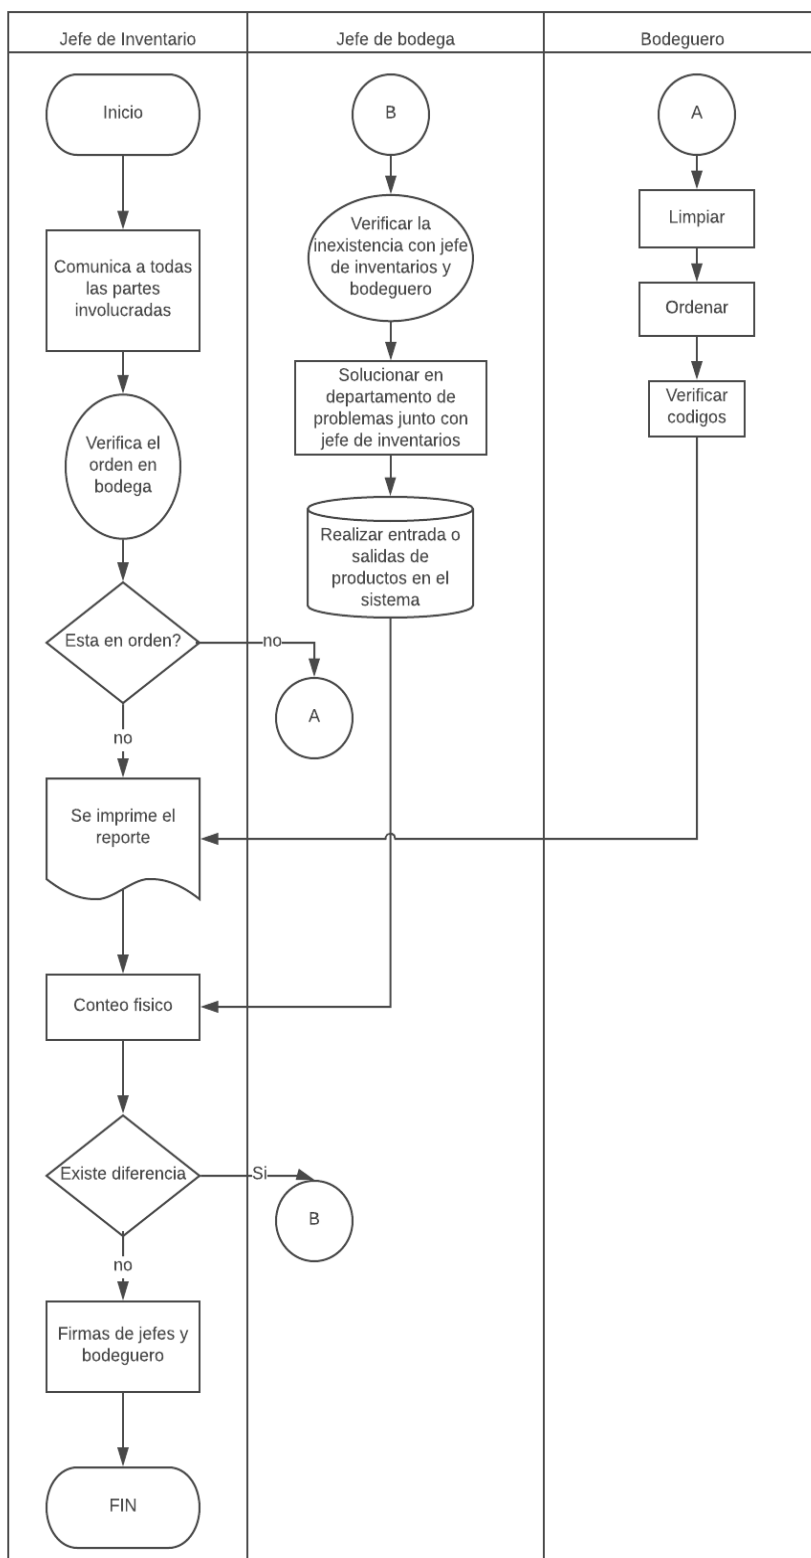 Jefe de Inventario
Jefe de bodega
Bodeguero
Inicio
B
A
Comunica a todas
las partes
involucradas
Verificar la
inexistencia con jefe
de inventarios y
bodeguero
Limpiar
Ordenar
Verificar
codigos
Verifica el
orden en
bodega
Solucionar en
departamento de
problemas junto con
jefe de inventarios
Realizar entrada o
salidas de
productos en el
sistema
Esta en orden?
no
A
no
Se imprime el
reporte
Conteo fisico
Existe diferencia
Si
B
no
Firmas de jefes y
bodeguero
FIN